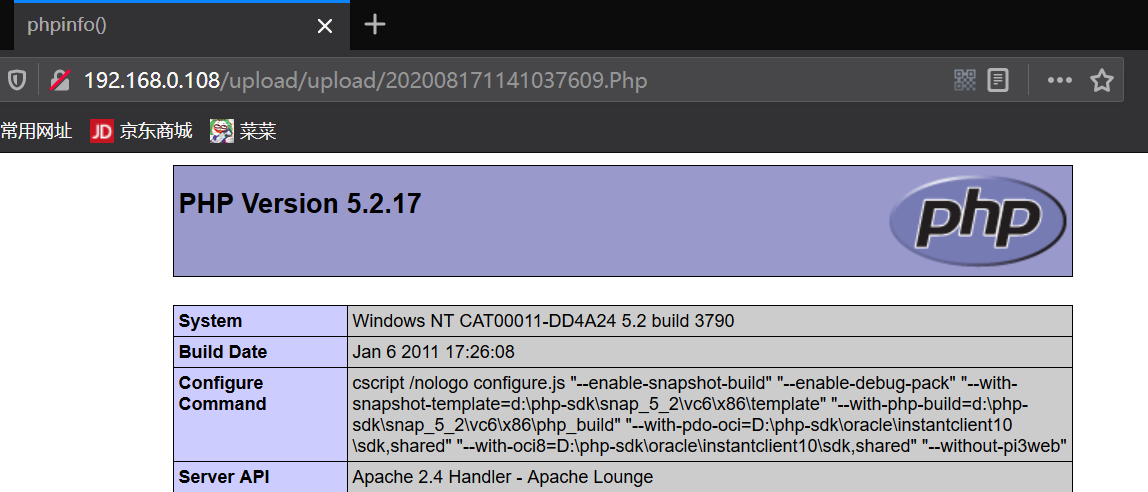 phpinfo()
192.168.0.108/upload/upload/202008171141037609.Php
常用网址 JD 京东商城 菜菜
PHP Version 5.2.17
php
System Windows NT CAT00011-DD4A24 5.2 build 3790
Build Date Jan 6 2011 17:26:08
Configure cscript /nologo configure.js "--enable-snapshot-build" "--enable-debug-pack" "--with-
Command snapshot-template=d:\php-sdk\snap_5_2\vc6\x86\template" "--with-php-build=d:\php-
sdk\snap_5_2\vc6\x86\php_build" "--with-pdo-oci=D:\php-sdk\oracle\instantclient10
\sdk,shared" "--with-oci8=D:\php-sdk\oracle\instantclient10\sdk,shared" "--without-pi3web"
Server API Apache 2.4 Handler - Apache Lounge